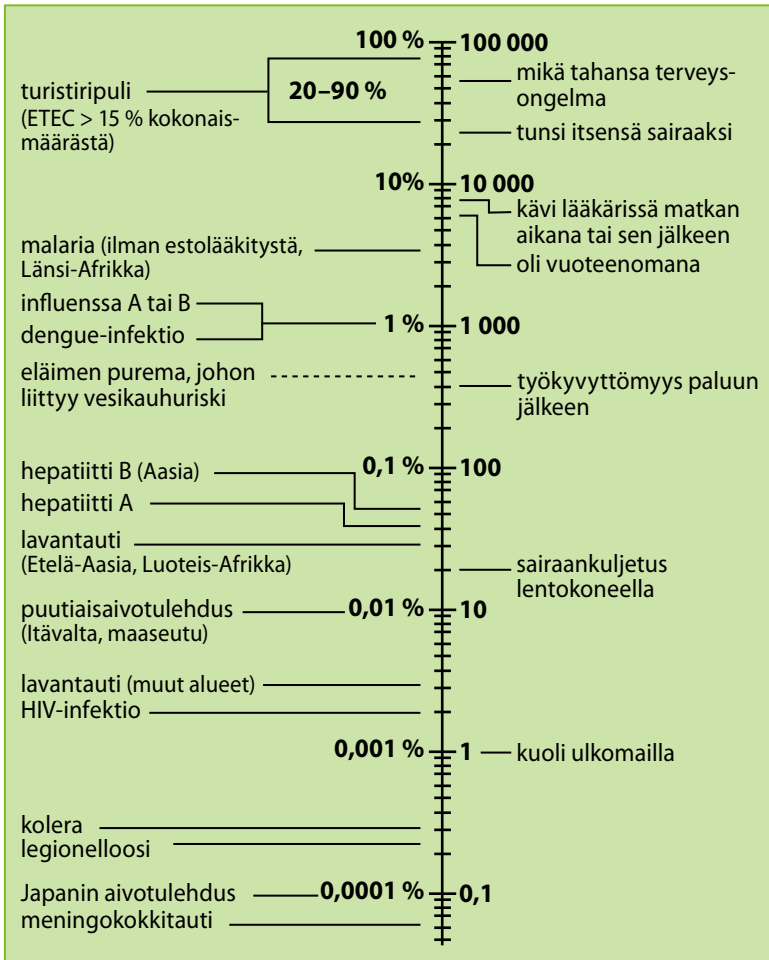 100 %
100 000
turistiripuli
(ETEC > 15 % kokonais-
määrästä)
20–90 %
mikä tahansa terveys-
ongelma
tunsi itsensä sairaaksi
10%
10 000
kävi lääkärissä matkan
aikana tai sen jälkeen
oli vuoteenomana
malaria (ilman estolääkitystä,
Länsi-Afrikka)
influenssa A tai B
dengue-infektio
1 %
1 000
eläimen purema, johon
liittyy vesikauhuriski
työkyvyttömyys paluun
jälkeen
0,1 %
100
hepatiitti B (Aasia)
hepatiitti A
lavantauti
(Etelä-Aasia, Luoteis-Afrikka)
sairaankuljetus
lentokoneella
puutiaisaivotulehdus
(Itävalta, maaseutu)
0,01 %
10
lavantauti (muut alueet)
HIV-infektio
0,001 %
1
kuoli ulkomailla
kolera
legionelloosi
Japanin aivotulehdus
0,0001 %
0,1
meningokokkitauti